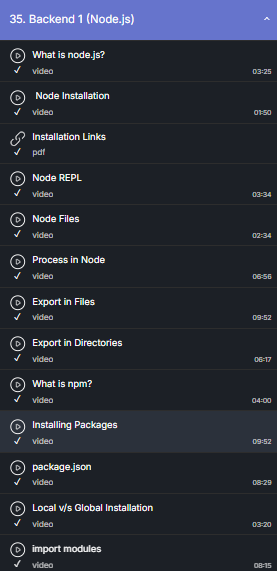 35. Backend 1 (Node.js)
What is node.js?
video 03:25
Node Installation
video 01:50
Installation Links
pdf
Node REPL
video 03:34
Node Files
video 02:34
Process in Node
video 06:56
Export in Files
video 09:52
Export in Directories
video 06:17
What is npm?
video 04:00
Installing Packages
video 09:52
package.json
video 08:29
Local v/s Global Installation
video 03:20
import modules
video 08:15